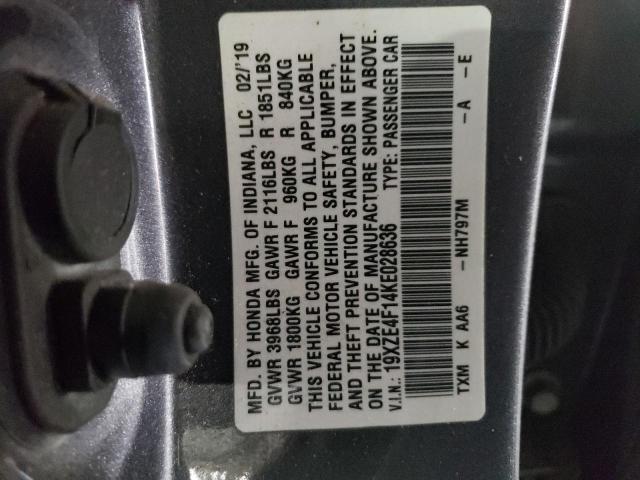 MFD. BY HONDA MFG. OF INDIANA, LLC 02/'19
GVWR 3968LBS GAWR F 2116LBS R 1851LBS
GVWR 1800KG GAWR F 960KG R 840KG
THIS VEHICLE CONFORMS TO ALL APPLICABLE
FEDERAL MOTOR VEHICLE SAFETY, BUMPER,
AND THEFT PREVENTION STANDARDS IN EFFECT
ON THE DATE OF MANUFACTURE SHOWN ABOVE.
V.I.N.: 19XZE4F14KE028636 TYPE: PASSENGER CAR
TXM K AA6 -NH797M -A -E